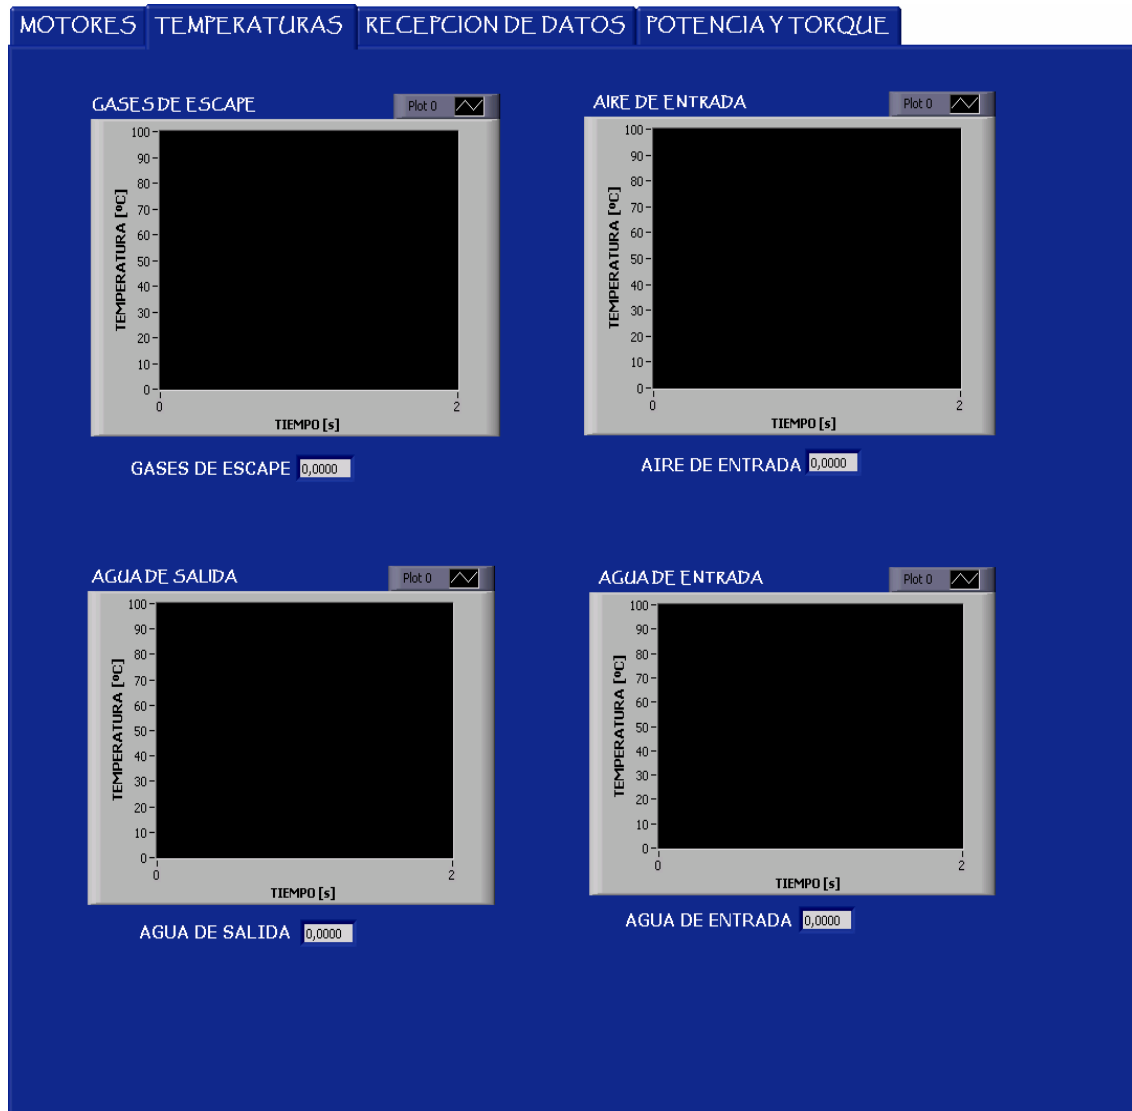 MOTORES TEMPERATURAS RECEPCION DE DATOS POTENCIA Y TORQUE
GASES DE ESCAPE Plot 0
100
90
80
70
60
50
40
30
20
10
0
TEMPERATURA [ºC]
0 2
TIEMPO [s]
GASES DE ESCAPE 0,0000
AIRE DE ENTRADA Plot 0
100
90
80
70
60
50
40
30
20
10
0
TEMPERATURA [ºC]
0 2
TIEMPO [s]
AIRE DE ENTRADA 0,0000
AGUA DE SALIDA Plot 0
100
90
80
70
60
50
40
30
20
10
0
TEMPERATURA [ºC]
0 2
TIEMPO [s]
AGUA DE SALIDA 0,0000
AGUA DE ENTRADA Plot 0
100
90
80
70
60
50
40
30
20
10
0
TEMPERATURA [ºC]
0 2
TIEMPO [s]
AGUA DE ENTRADA 0,0000